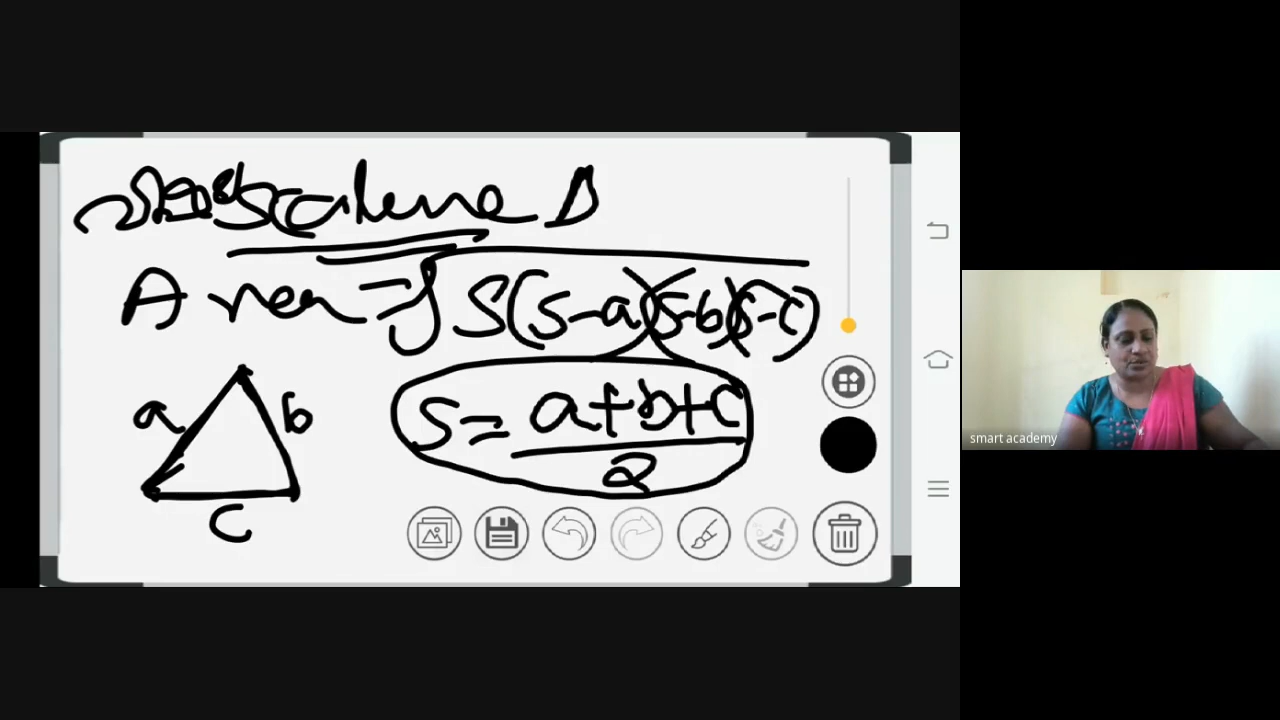 Scalene Δ
Area = √S(S-a)(S-b)(S-c)
a
b
S = a+b+c
2
c
smart academy